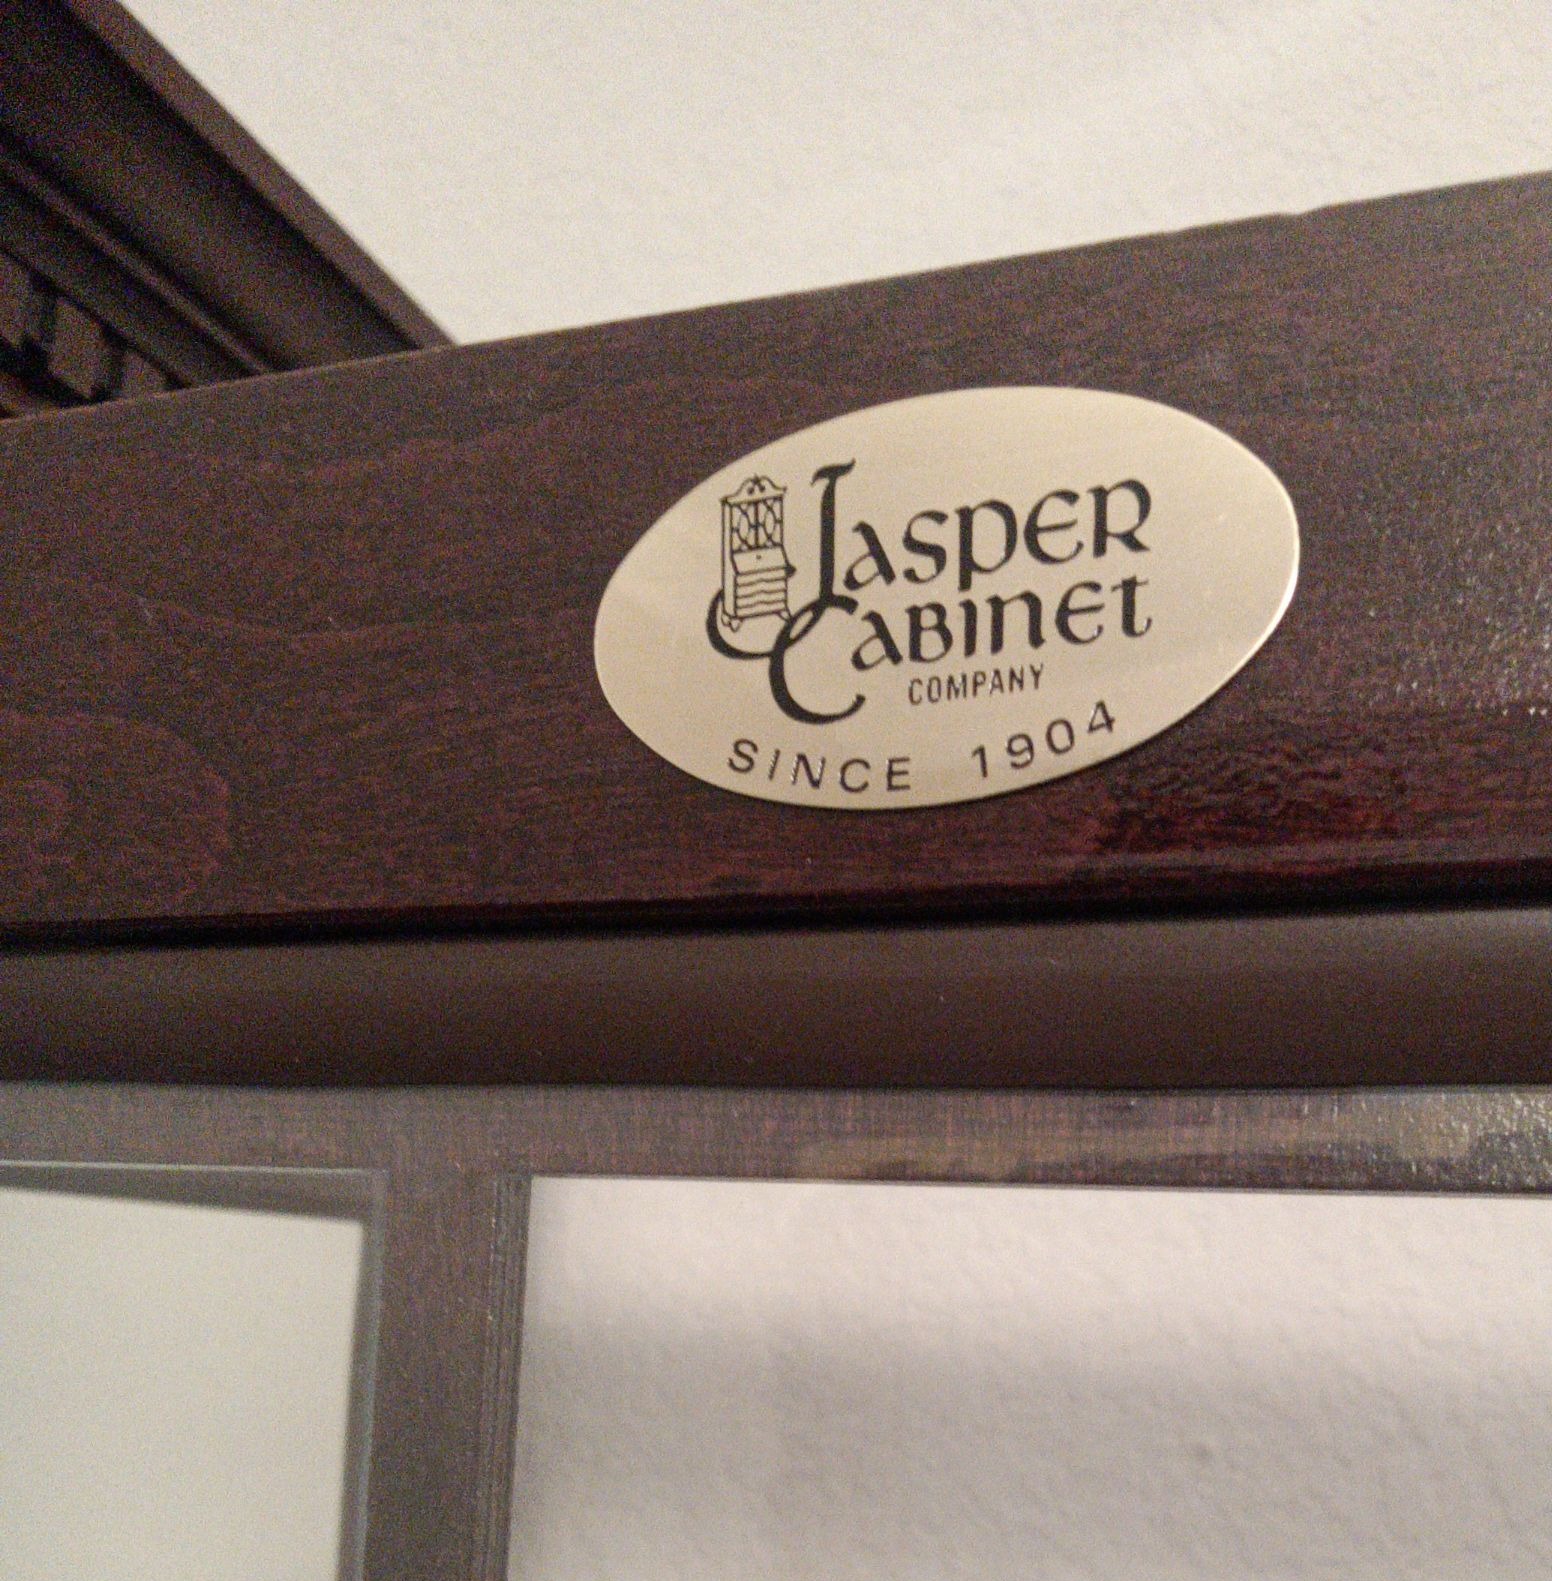 Jasper
Cabinet
COMPANY
SINCE 1904